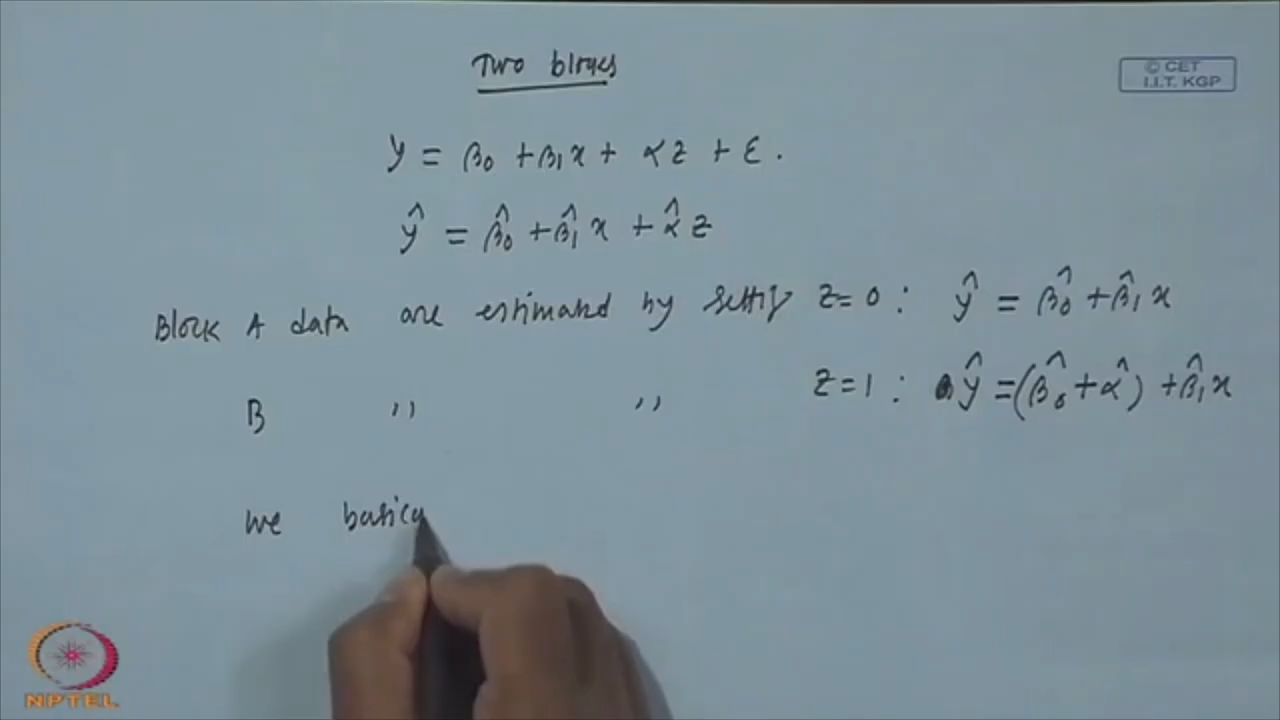 Two blocks
© CET
I.I.T. KGP
y = β₀ + β₁x + αz + ε.
ŷ = β̂₀ + β̂₁x + α̂z
Block A data are estimated by setting z=0 : ŷ = β̂₀ + β̂₁x
B ,, ,, z=1 : ŷ = (β̂₀ + α̂) + β̂₁x
We basica
NPTEL